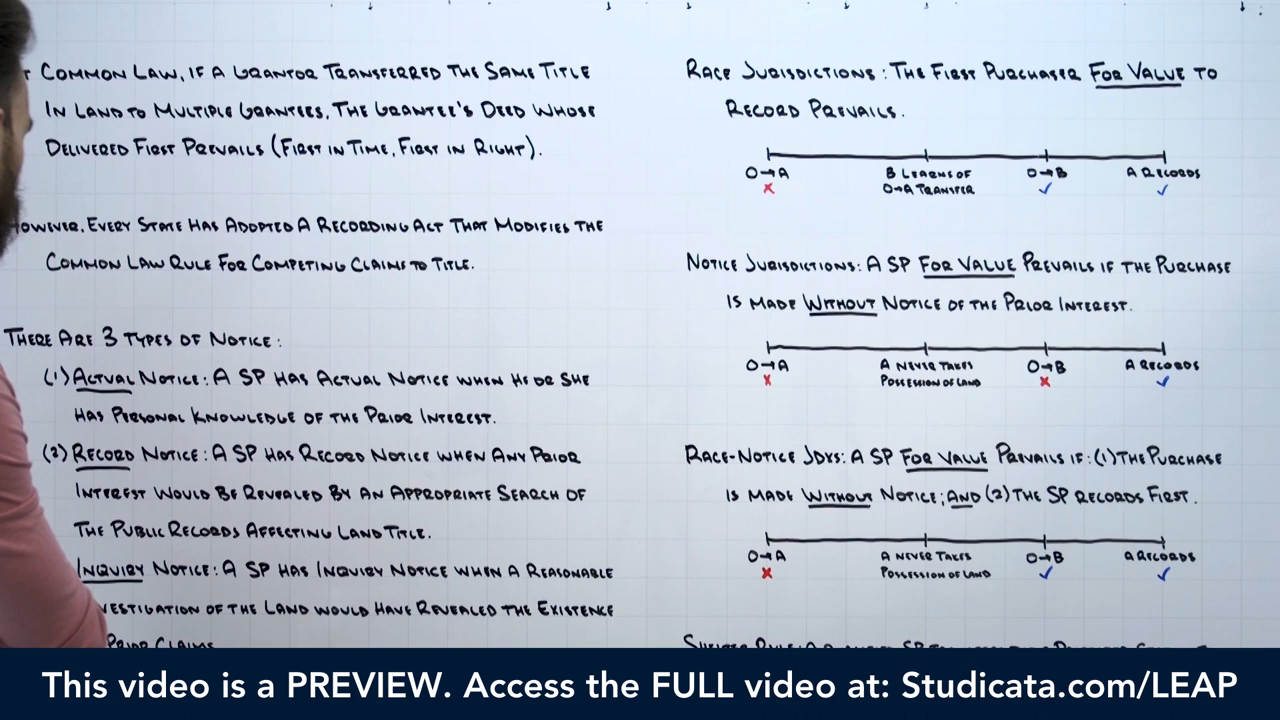 Common Law, if a Grantor Transferred the Same Title
in Land to Multiple Grantees, the Grantee's Deed Whose
Delivered First Prevails (First in Time, First in Right).
However, Every State Has Adopted a Recording Act That Modifies the
Common Law Rule for Competing Claims to Title.
There Are 3 Types of Notice:
(1) Actual Notice: A SP Has Actual Notice When He or She
Has Personal Knowledge of the Prior Interest.
(2) Record Notice: A SP Has Record Notice When Any Prior
Interest Would Be Revealed By An Appropriate Search of
the Public Records Affecting Land Title.
Inquiry Notice: A SP Has Inquiry Notice When A Reasonable
of the Land Would Have Revealed the Existence
Prior Claims
Race Jurisdictions: The First Purchaser For Value to
Record Prevails.
O→A B Learns of O→B A Records
✗ O→A Transfer ✓ ✓
Notice Jurisdictions: A SP For Value Prevails if the Purchase
is Made Without Notice of the Prior Interest.
O→A A Never Takes O→B A Records
✗ Possession of Land ✗ ✓
Race-Notice Jdxs: A SP For Value Prevails if: (1) The Purchase
is Made Without Notice; And (2) The SP Records First.
O→A A Never Takes O→B A Records
✗ Possession of Land ✓ ✓
This video is a PREVIEW. Access the FULL video at: Studicata.com/LEAP